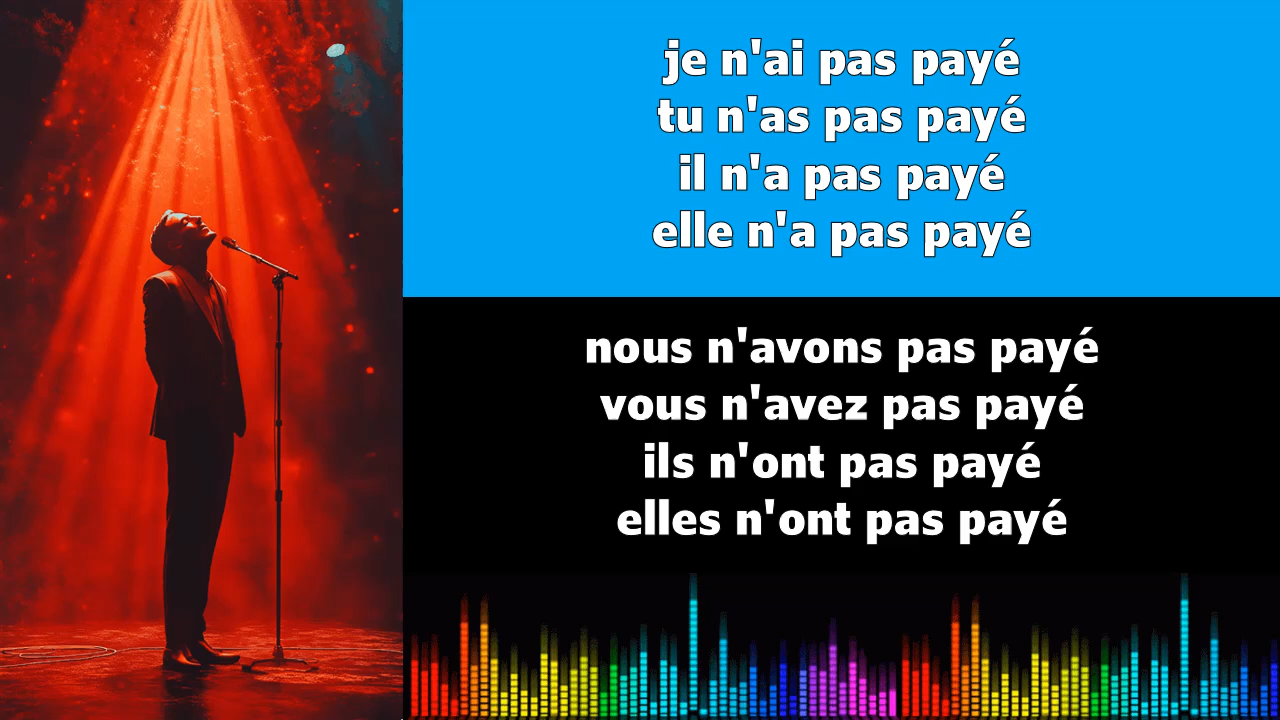 je n'ai pas payé
tu n'as pas payé
il n'a pas payé
elle n'a pas payé
nous n'avons pas payé
vous n'avez pas payé
ils n'ont pas payé
elles n'ont pas payé